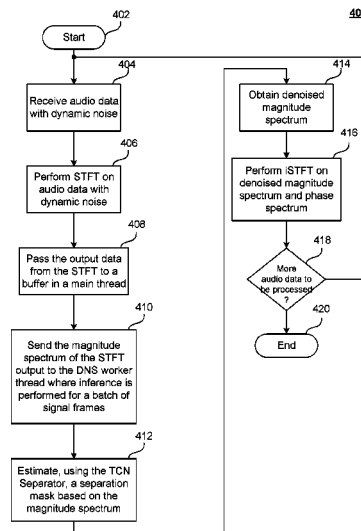 402
Start
404
Receive audio data
with dynamic noise
406
Perform STFT on
audio data with
dynamic noise
408
Pass the output data
from the STFT to a
buffer in a main thread
410
Send the magnitude
spectrum of the STFT
output to the DNS worker
thread where inference is
performed for a batch of
signal frames
412
Estimate, using the TCN
Separator, a separation
mask based on the
magnitude spectrum
40
414
Obtain denoised
magnitude
spectrum
416
Perform iSTFT on
denoised magnitude
spectrum and phase
spectrum
418
More
audio data to
be processed
?
420
End